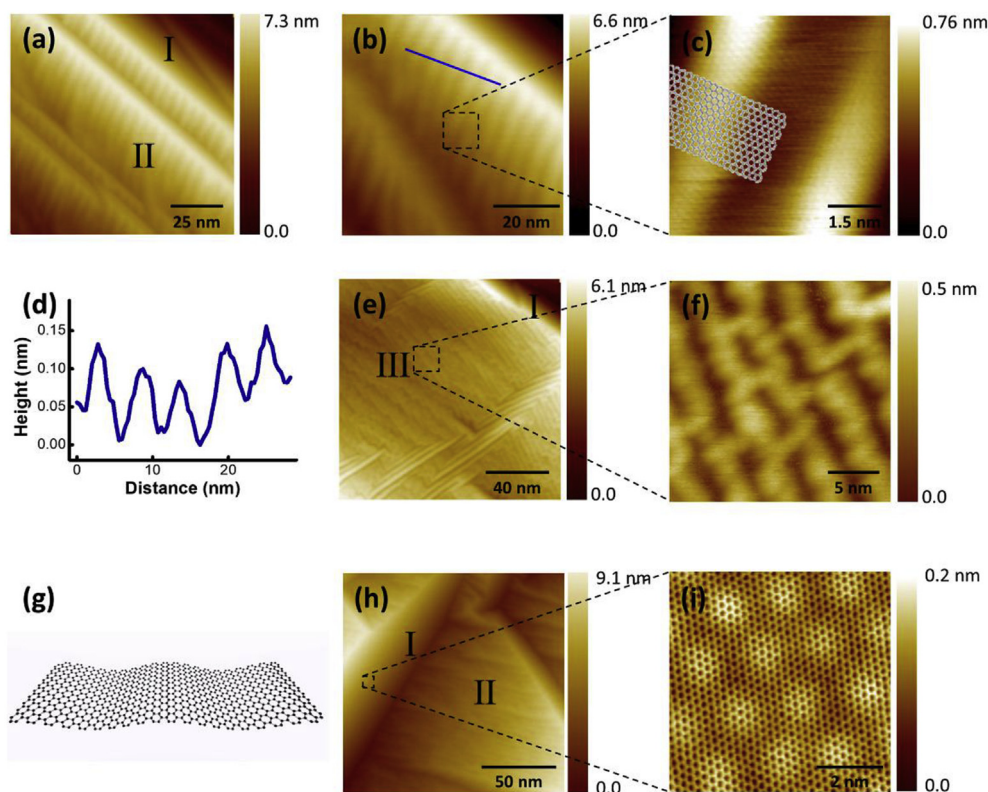 (a)
I
II
25 nm
7.3 nm
0.0
(b)
20 nm
6.6 nm
0.0
(c)
1.5 nm
0.76 nm
0.0
(d)
Height (nm)
0.15
0.10
0.05
0.00
0
10
20
Distance (nm)
(e)
I
III
40 nm
6.1 nm
0.0
(f)
5 nm
0.5 nm
0.0
(g)
(h)
I
II
50 nm
9.1 nm
0.0
(i)
2 nm
0.2 nm
0.0